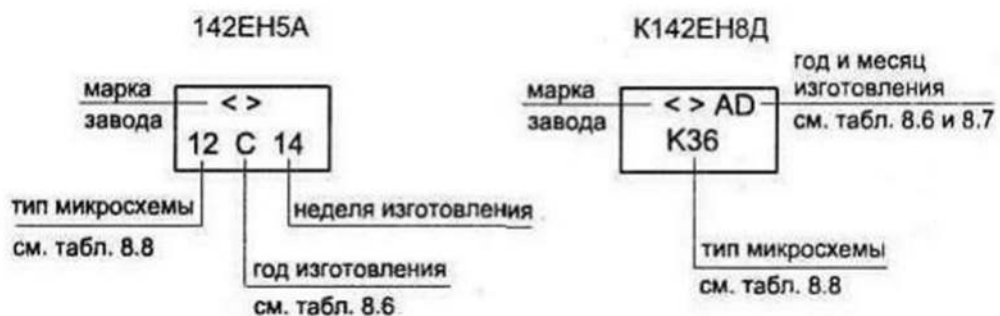 142ЕН5А
марка
завода
< >
12 С 14
тип микросхемы
см. табл. 8.8
неделя изготовления
год изготовления
см. табл. 8.6
К142ЕН8Д
марка
завода
< > AD
К36
год и месяц
изготовления
см. табл. 8.6 и 8.7
тип микросхемы
см. табл. 8.8